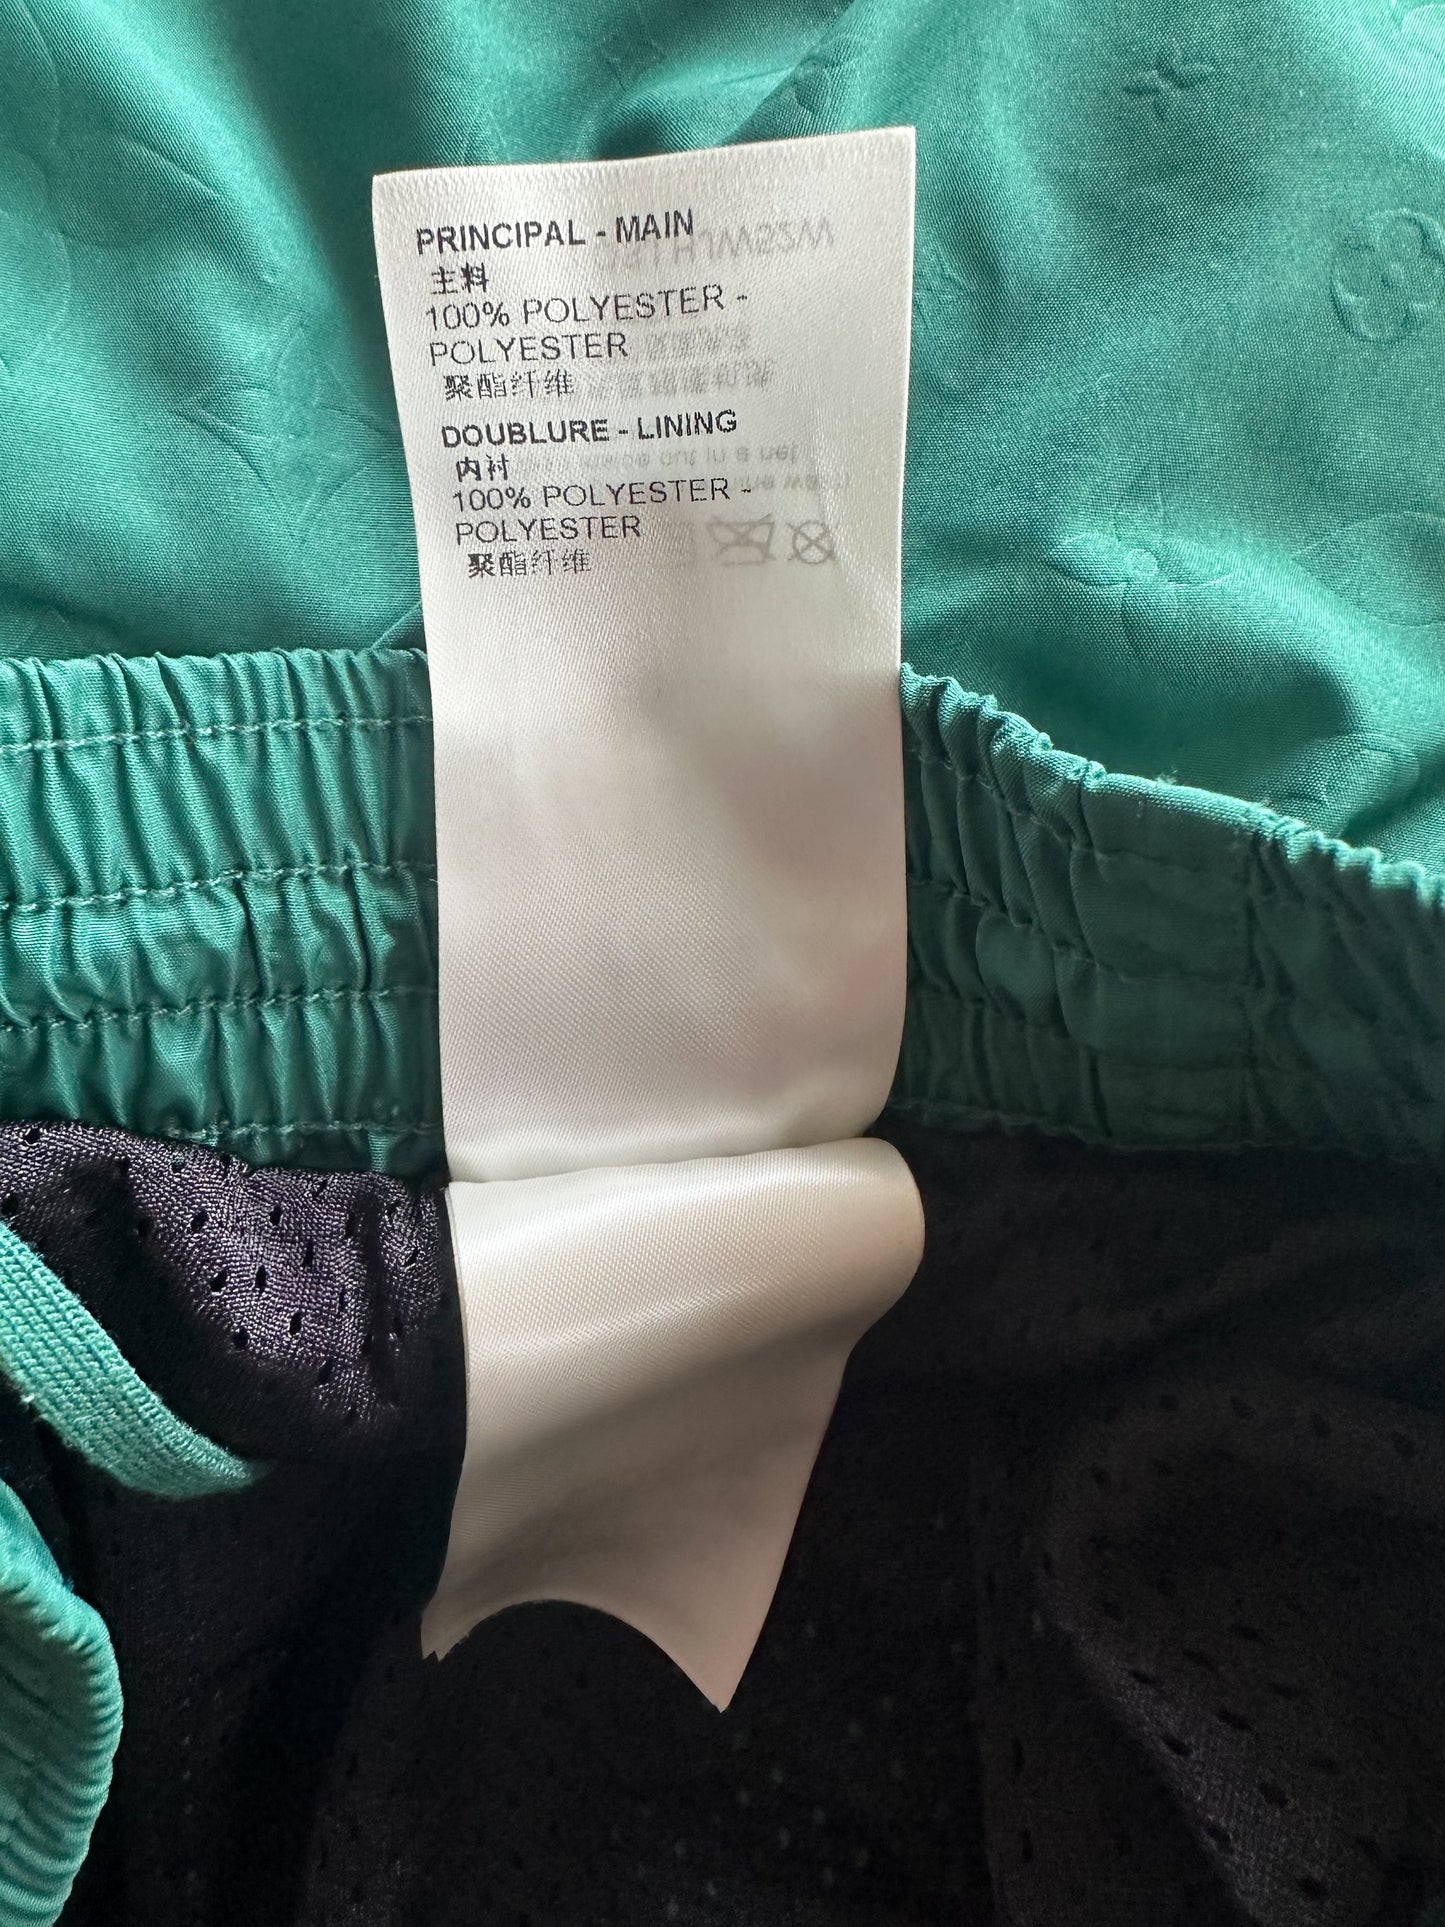 PRINCIPAL - MAIN
主料
100% POLYESTER -
POLYESTER
聚酯纤维
DOUBLURE - LINING
内衬
100% POLYESTER -
POLYESTER
聚酯纤维